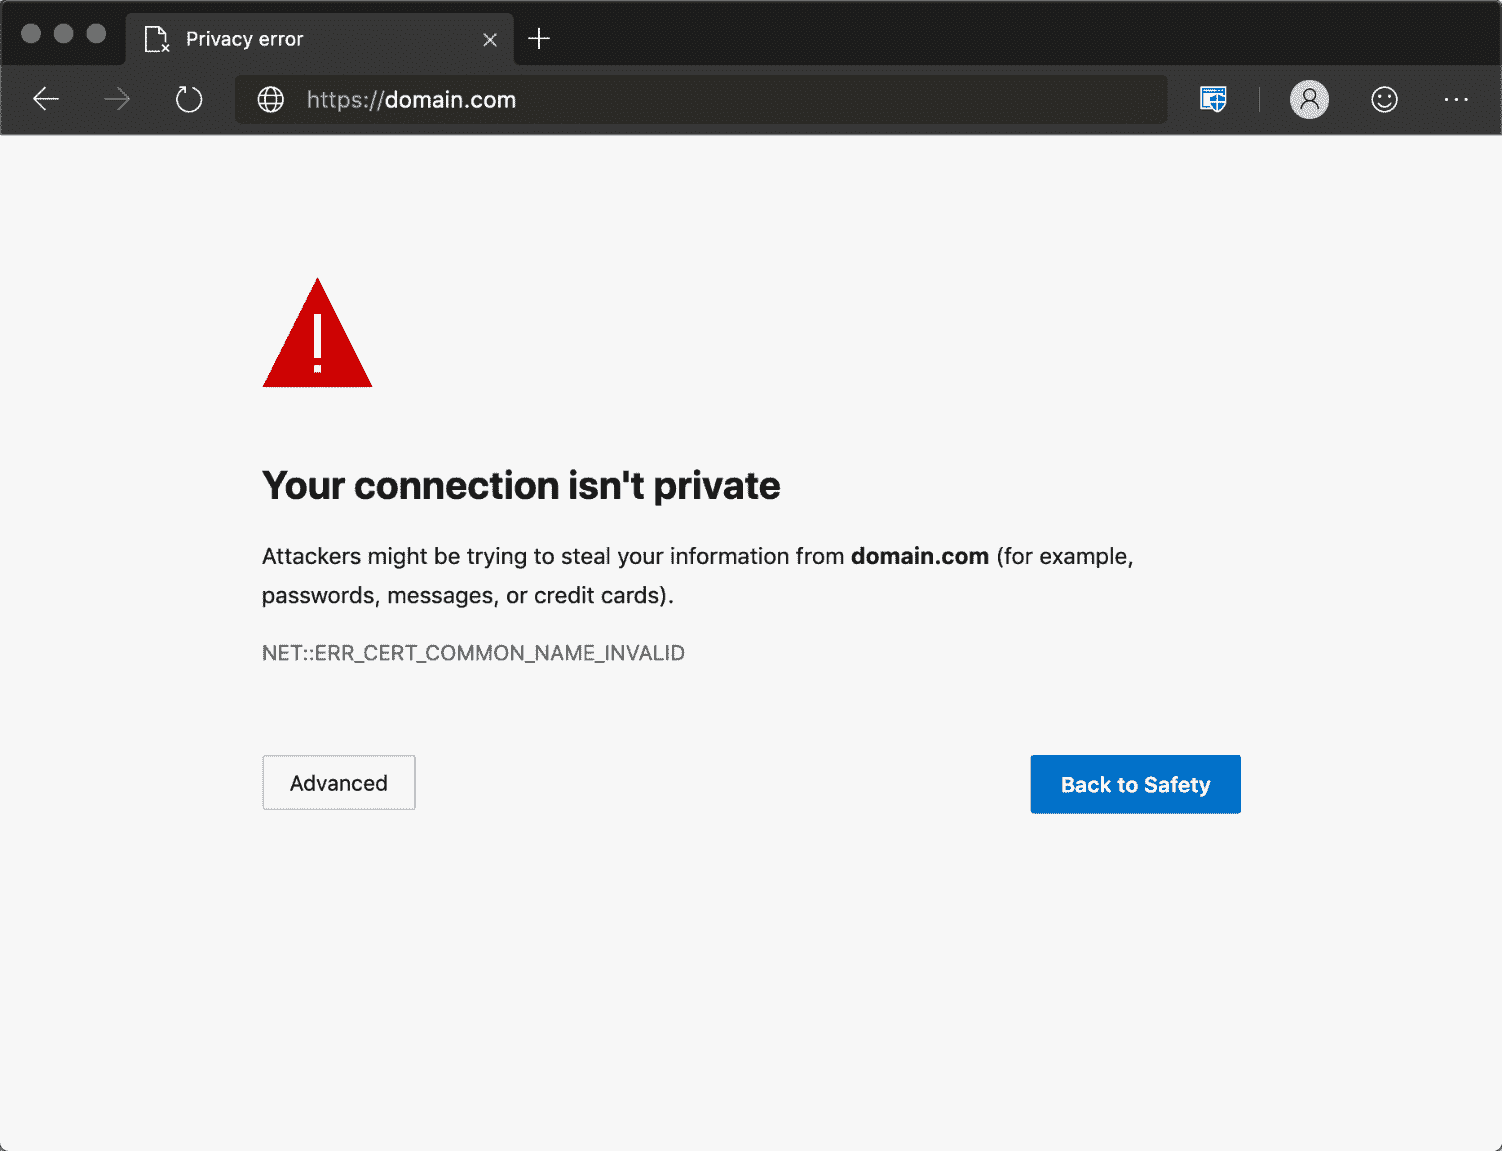 Privacy error
https://domain.com
Your connection isn't private
Attackers might be trying to steal your information from domain.com (for example,
passwords, messages, or credit cards).
NET::ERR_CERT_COMMON_NAME_INVALID
Advanced
Back to Safety